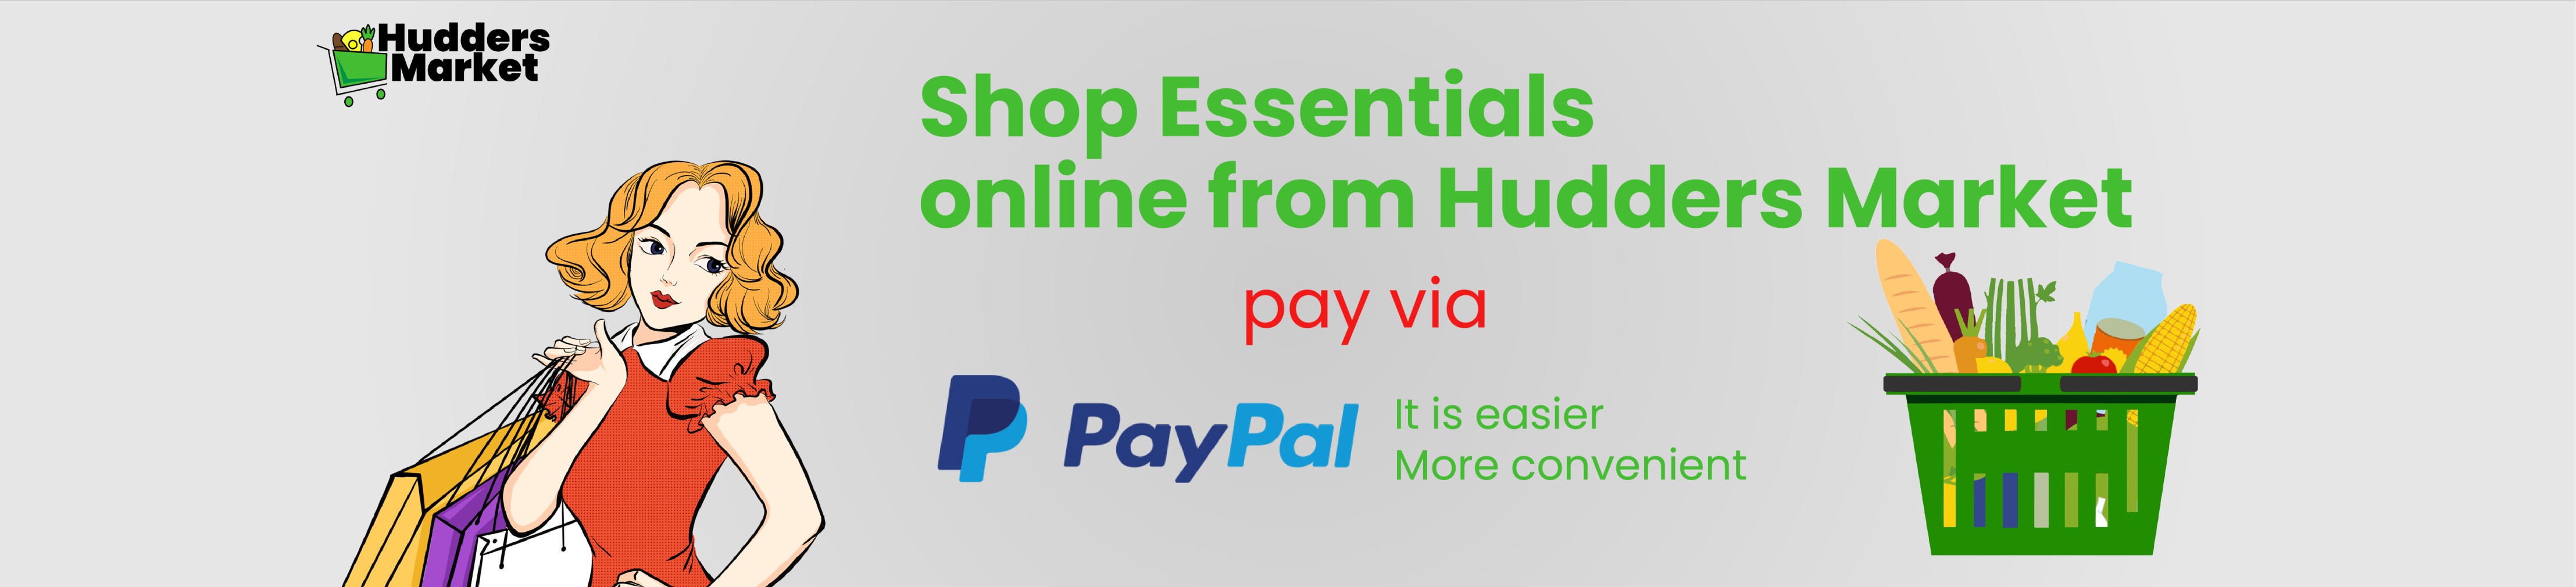 Hudders
Market
Shop Essentials
online from Hudders Market
pay via
PayPal
It is easier
More convenient